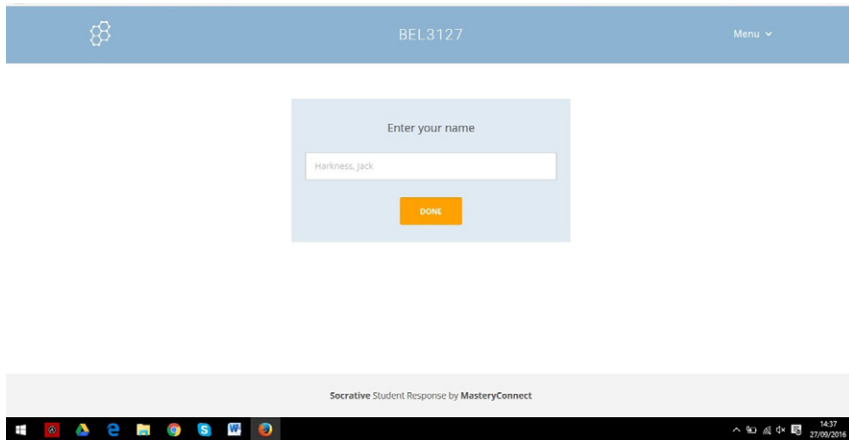 BEL3127
Menu
Enter your name
Harkness, Jack
DONE
Socrative Student Response by MasteryConnect
14:37
27/09/2016